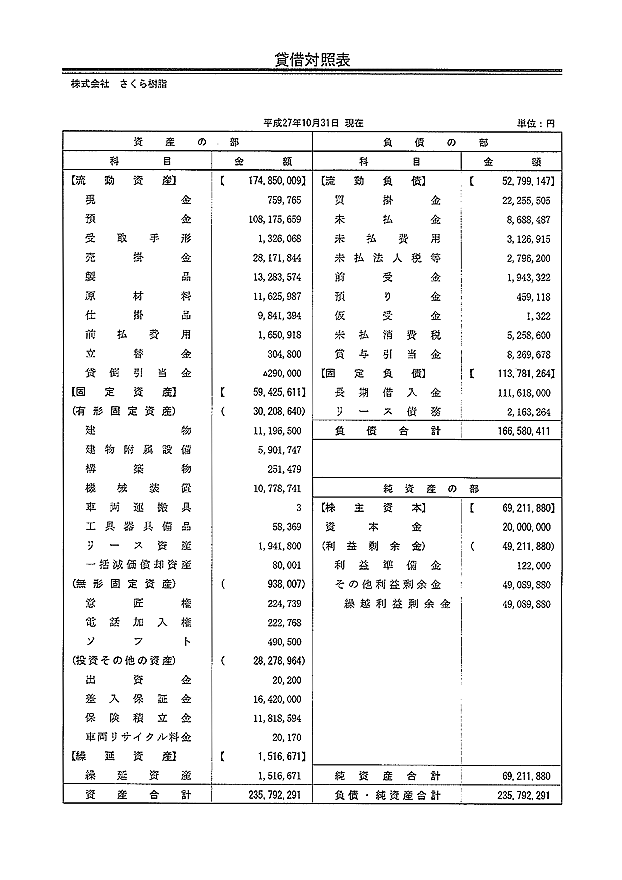 貸借対照表
株式会社 さくら樹脂
平成27年10月31日 現在 単位：円
資産の部
科目 金額
【流動資産】 【 174,850,009】
現金 759,765
預金 108,175,659
受取手形 1,326,068
売掛金 28,171,844
製品 13,283,574
原材料 11,625,987
仕掛品 9,841,394
前払費用 1,650,918
立替金 304,800
貸倒引当金 △290,000
【固定資産】 【 59,425,611】
(有形固定資産) ( 30,208,640)
建物 11,196,500
建物附属設備 5,901,747
構築物 251,479
機械装置 10,778,741
車両運搬具 3
工具器具備品 58,369
リース資産 1,941,800
一括減価償却資産 80,001
(無形固定資産) ( 938,007)
意匠権 224,739
電話加入権 222,768
ソフト 490,500
(投資その他の資産) ( 28,278,964)
出資金 20,200
差入保証金 16,420,000
保険積立金 11,818,594
車両リサイクル料金 20,170
【繰延資産】 【 1,516,671】
繰延資産 1,516,671
資産合計 235,792,291
負債の部
科目 金額
【流動負債】 【 52,799,147】
買掛金 22,255,505
未払金 8,688,487
未払費用 3,126,915
未払法人税等 2,796,200
前受金 1,943,322
預り金 459,118
仮受金 1,322
未払消費税 5,258,600
賞与引当金 8,269,678
【固定負債】 【 113,781,264】
長期借入金 111,618,000
リース債務 2,163,264
負債合計 166,580,411
純資産の部
【株主資本】 【 69,211,880】
資本金 20,000,000
(利益剰余金) ( 49,211,880)
利益準備金 122,000
その他利益剰余金 49,089,880
繰越利益剰余金 49,089,880
純資産合計 69,211,880
負債・純資産合計 235,792,291